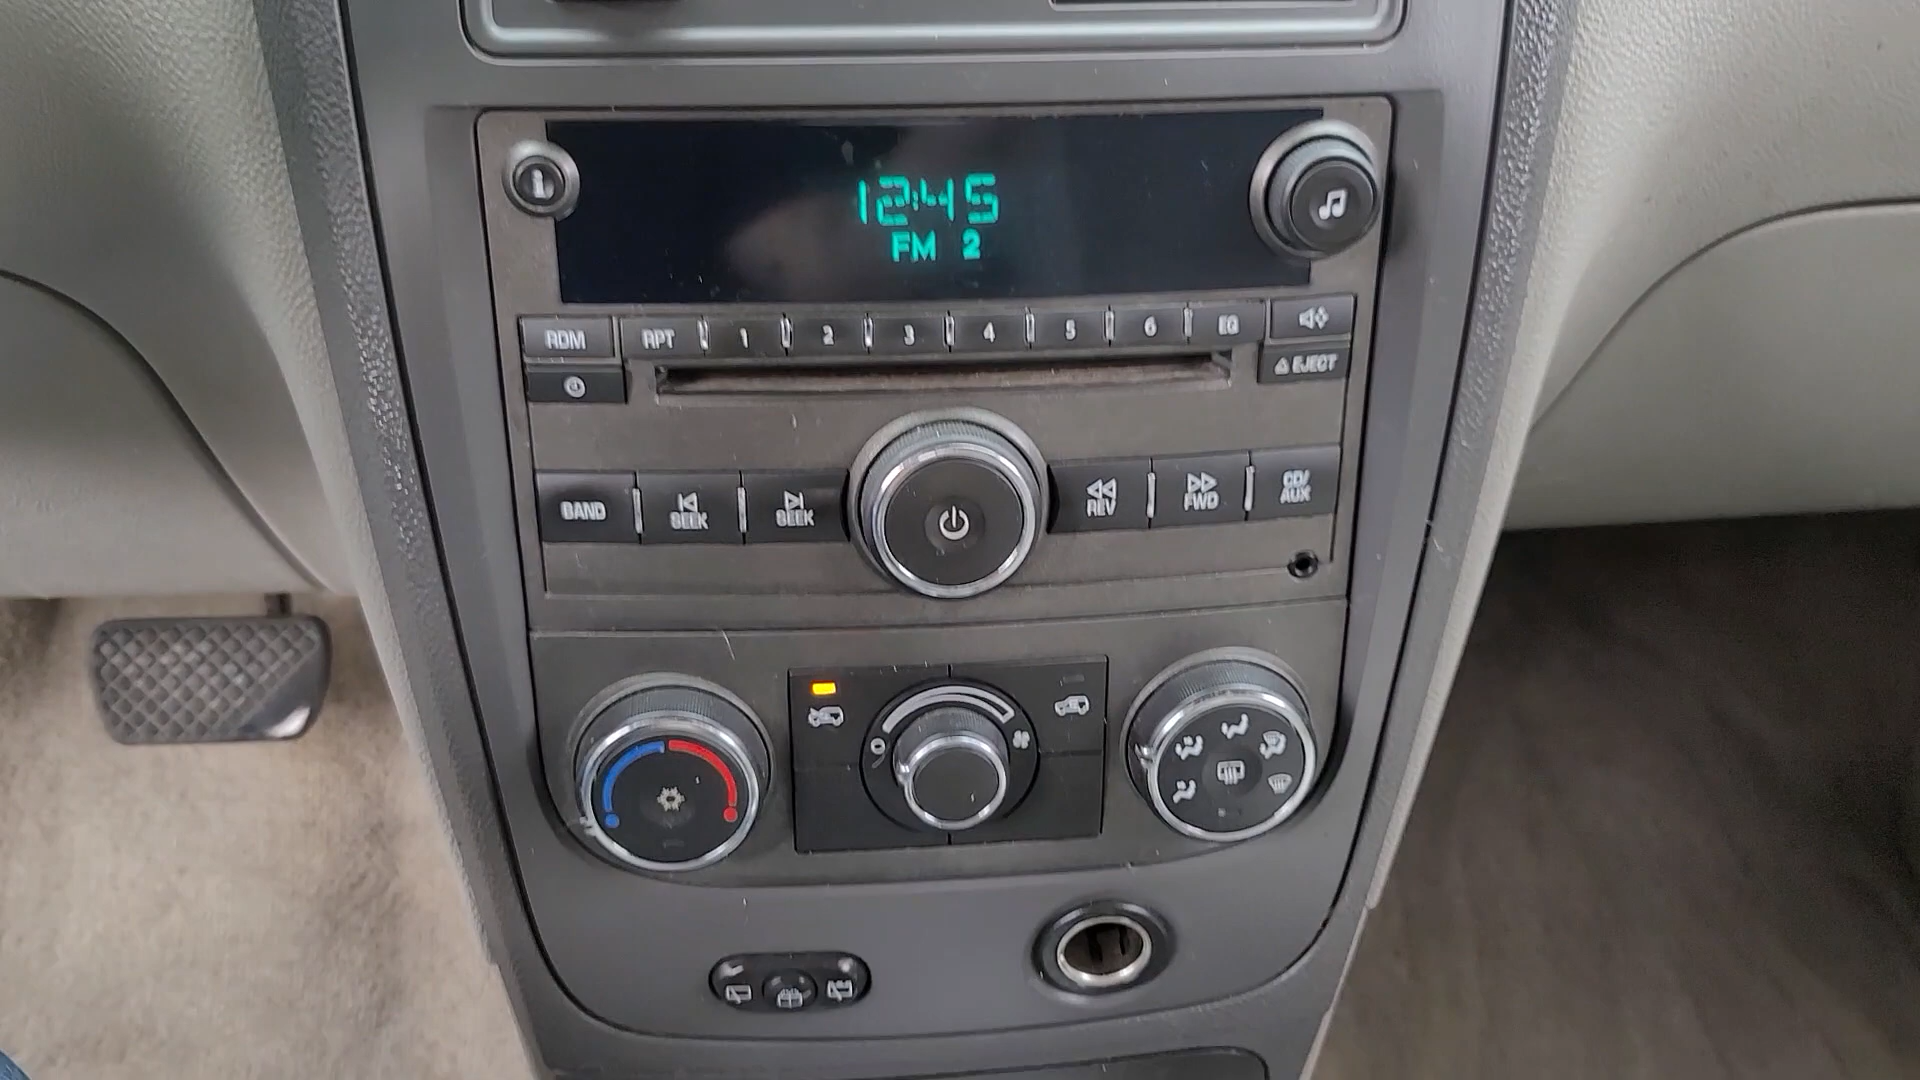 12:45
FM 2
RDM RPT 1 2 3 4 5 6 EQ
EJECT
BAND SEEK SEEK REV FWD CD/
AUX